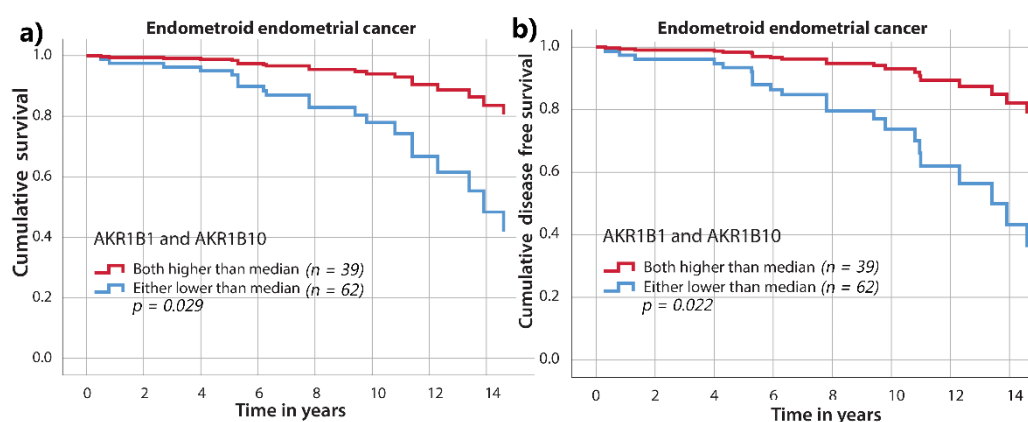 a)
Endometroid endometrial cancer
Cumulative survival
1.0
0.8
0.6
0.4
0.2
0.0
AKR1B1 and AKR1B10
Both higher than median (n = 39)
Either lower than median (n = 62)
p = 0.029
0 2 4 6 8 10 12 14
Time in years
b)
Endometroid endometrial cancer
Cumulative disease free survival
1.0
0.8
0.6
0.4
0.2
0.0
AKR1B1 and AKR1B10
Both higher than median (n = 39)
Either lower than median (n = 62)
p = 0.022
0 2 4 6 8 10 12 14
Time in years